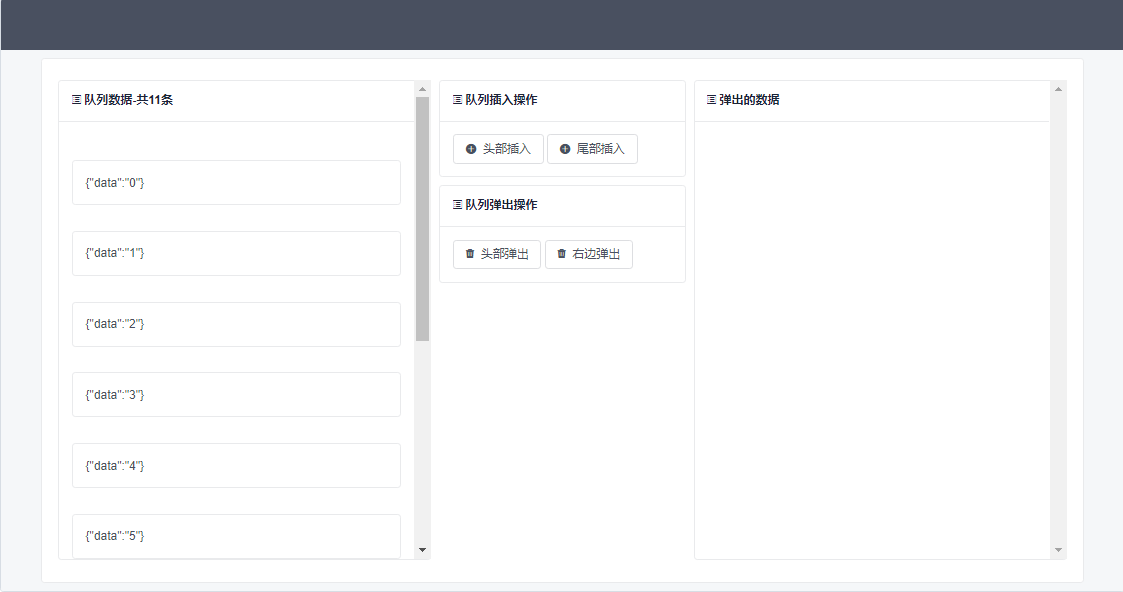 队列数据-共11条
{"data":"0"}
{"data":"1"}
{"data":"2"}
{"data":"3"}
{"data":"4"}
{"data":"5"}
队列插入操作
头部插入 尾部插入
队列弹出操作
头部弹出 右边弹出
弹出的数据